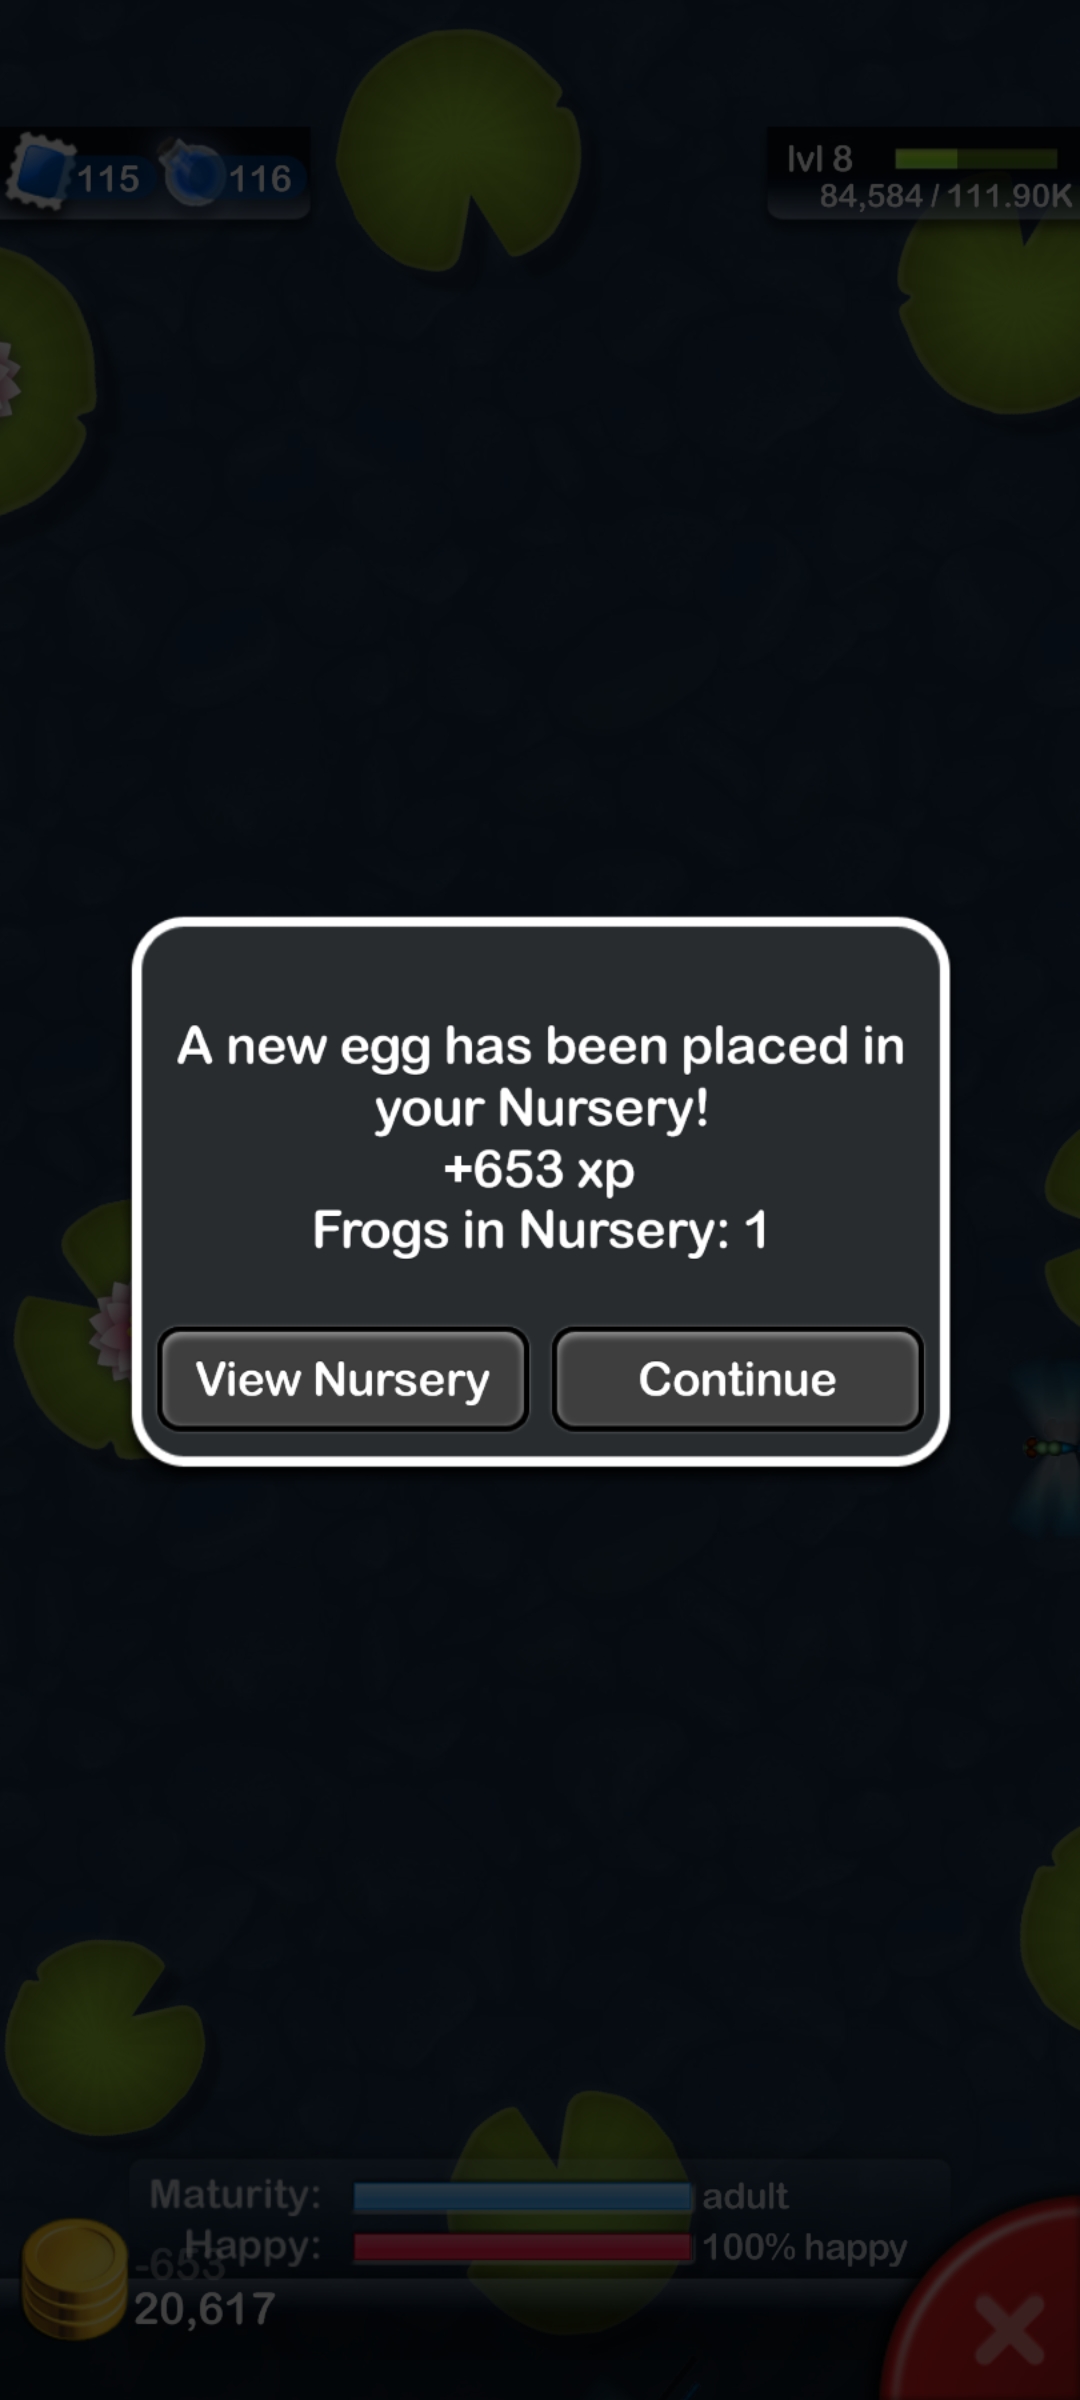 115 116
lvl 8
84,584 / 111.90K
A new egg has been placed in
your Nursery!
+653 xp
Frogs in Nursery: 1
View Nursery Continue
Maturity: adult
Happy: 100% happy
-653
20,617